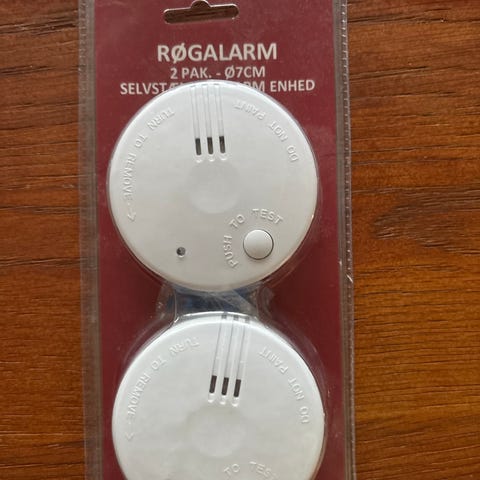 RØGALARM
2 PAK. - Ø7CM
ENHED
TURN TO REMOVE ->
DO NOT PAINT
PUSH TO TEST
TURN TO REMOVE ->
DO NOT PAINT
TO TEST